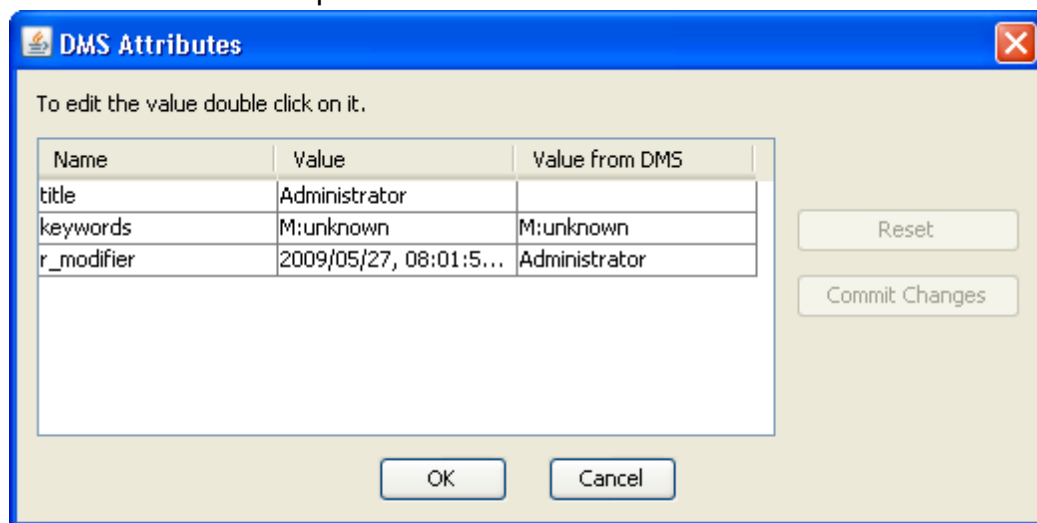 DMS Attributes
To edit the value double click on it.
Name Value Value from DMS
title Administrator
keywords M:unknown M:unknown
r_modifier 2009/05/27, 08:01:5... Administrator
Reset
Commit Changes
OK Cancel